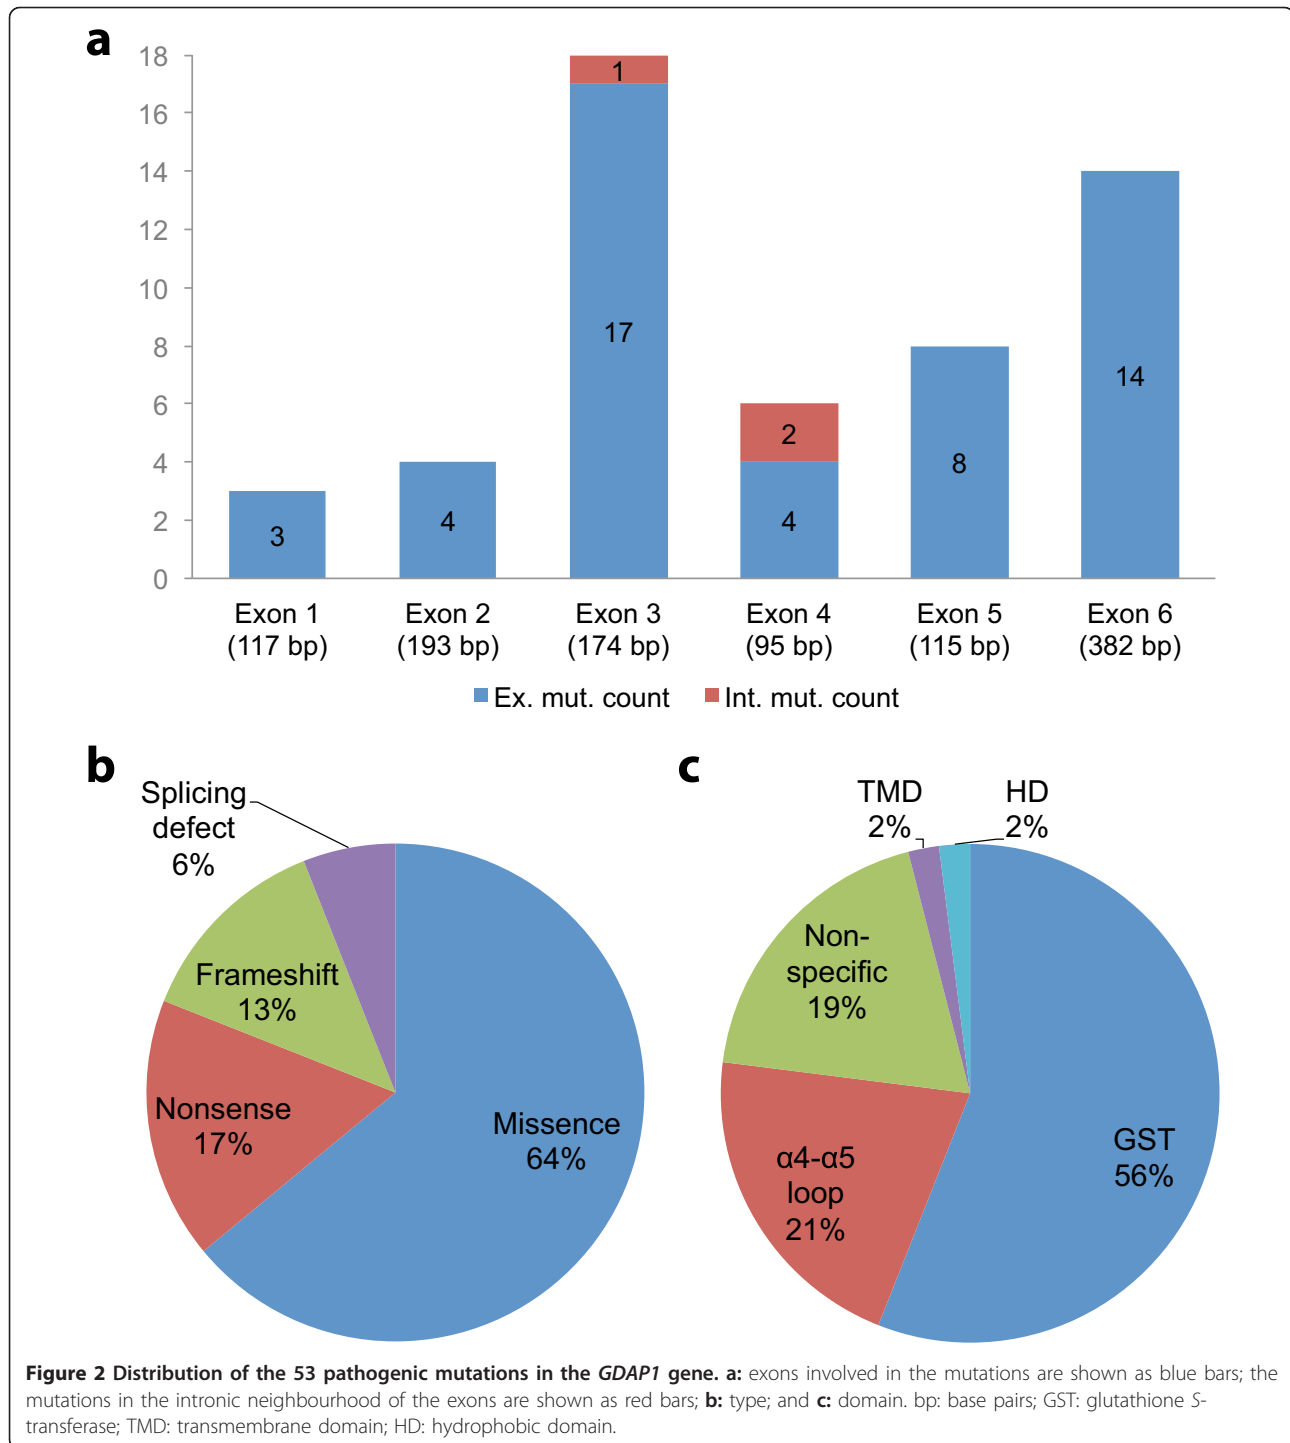 a
18
16
14
12
10
8
6
4
2
0
1
17
2
4
3
4
8
14
Exon 1 Exon 2 Exon 3 Exon 4 Exon 5 Exon 6
(117 bp) (193 bp) (174 bp) (95 bp) (115 bp) (382 bp)
Ex. mut. count Int. mut. count
b
Splicing
defect
6%
Frameshift
13%
Nonsense
17%
Missence
64%
c
TMD
2%
HD
2%
Non-
specific
19%
α4-α5
loop
21%
GST
56%
Figure 2 Distribution of the 53 pathogenic mutations in the GDAP1 gene. a: exons involved in the mutations are shown as blue bars; the
mutations in the intronic neighbourhood of the exons are shown as red bars; b: type; and c: domain. bp: base pairs; GST: glutathione S-
transferase; TMD: transmembrane domain; HD: hydrophobic domain.